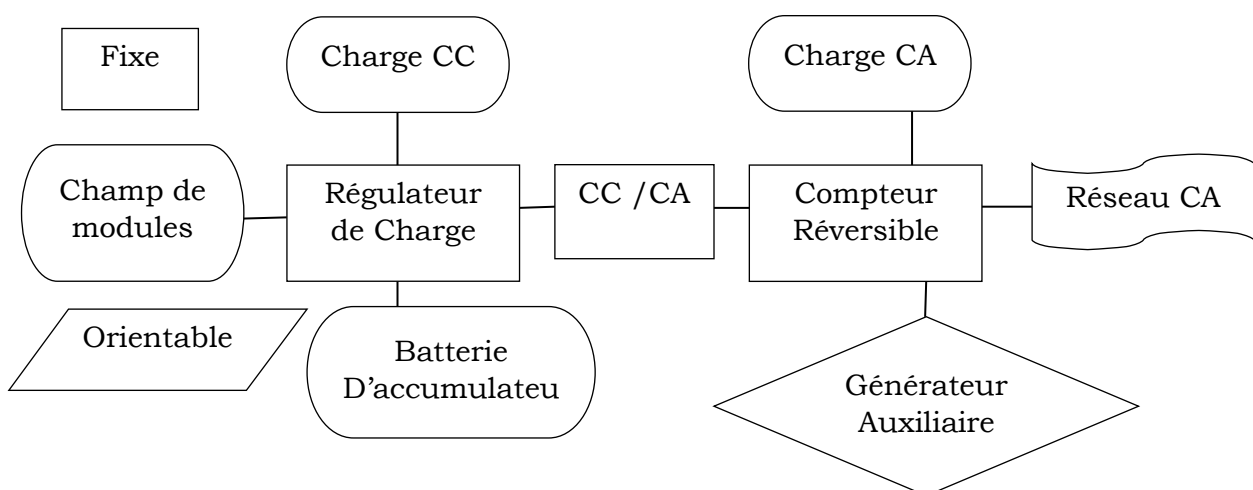 Fixe
Charge CC
Charge CA
Champ de
modules
Régulateur
de Charge
CC /CA
Compteur
Réversible
Réseau CA
Orientable
Batterie
D’accumulateu
Générateur
Auxiliaire